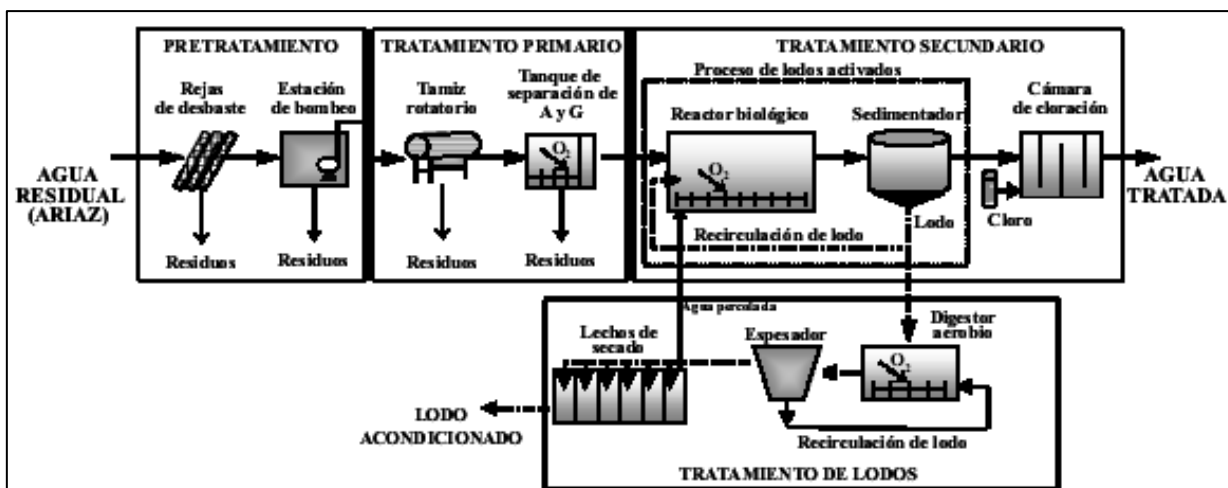 PRETRATAMIENTO
Rejas
de desbaste
Estación
de bombeo
AGUA
RESIDUAL
(ARIAZ)
Residuos
Residuos
TRATAMIENTO PRIMARIO
Tamiz
rotatorio
Tanque de
separación de
A y G
O2
Residuos
Residuos
TRATAMIENTO SECUNDARIO
Proceso de lodos activados
Reactor biológico
O2
Sedimentador
Recirculación de lodo
Lodo
Cámara
de cloración
Cloro
AGUA
TRATADA
Agua percolada
Lechos de
secado
Espesador
Digestor
aerobio
O2
Recirculación de lodo
LODO
ACONDICIONADO
TRATAMIENTO DE LODOS